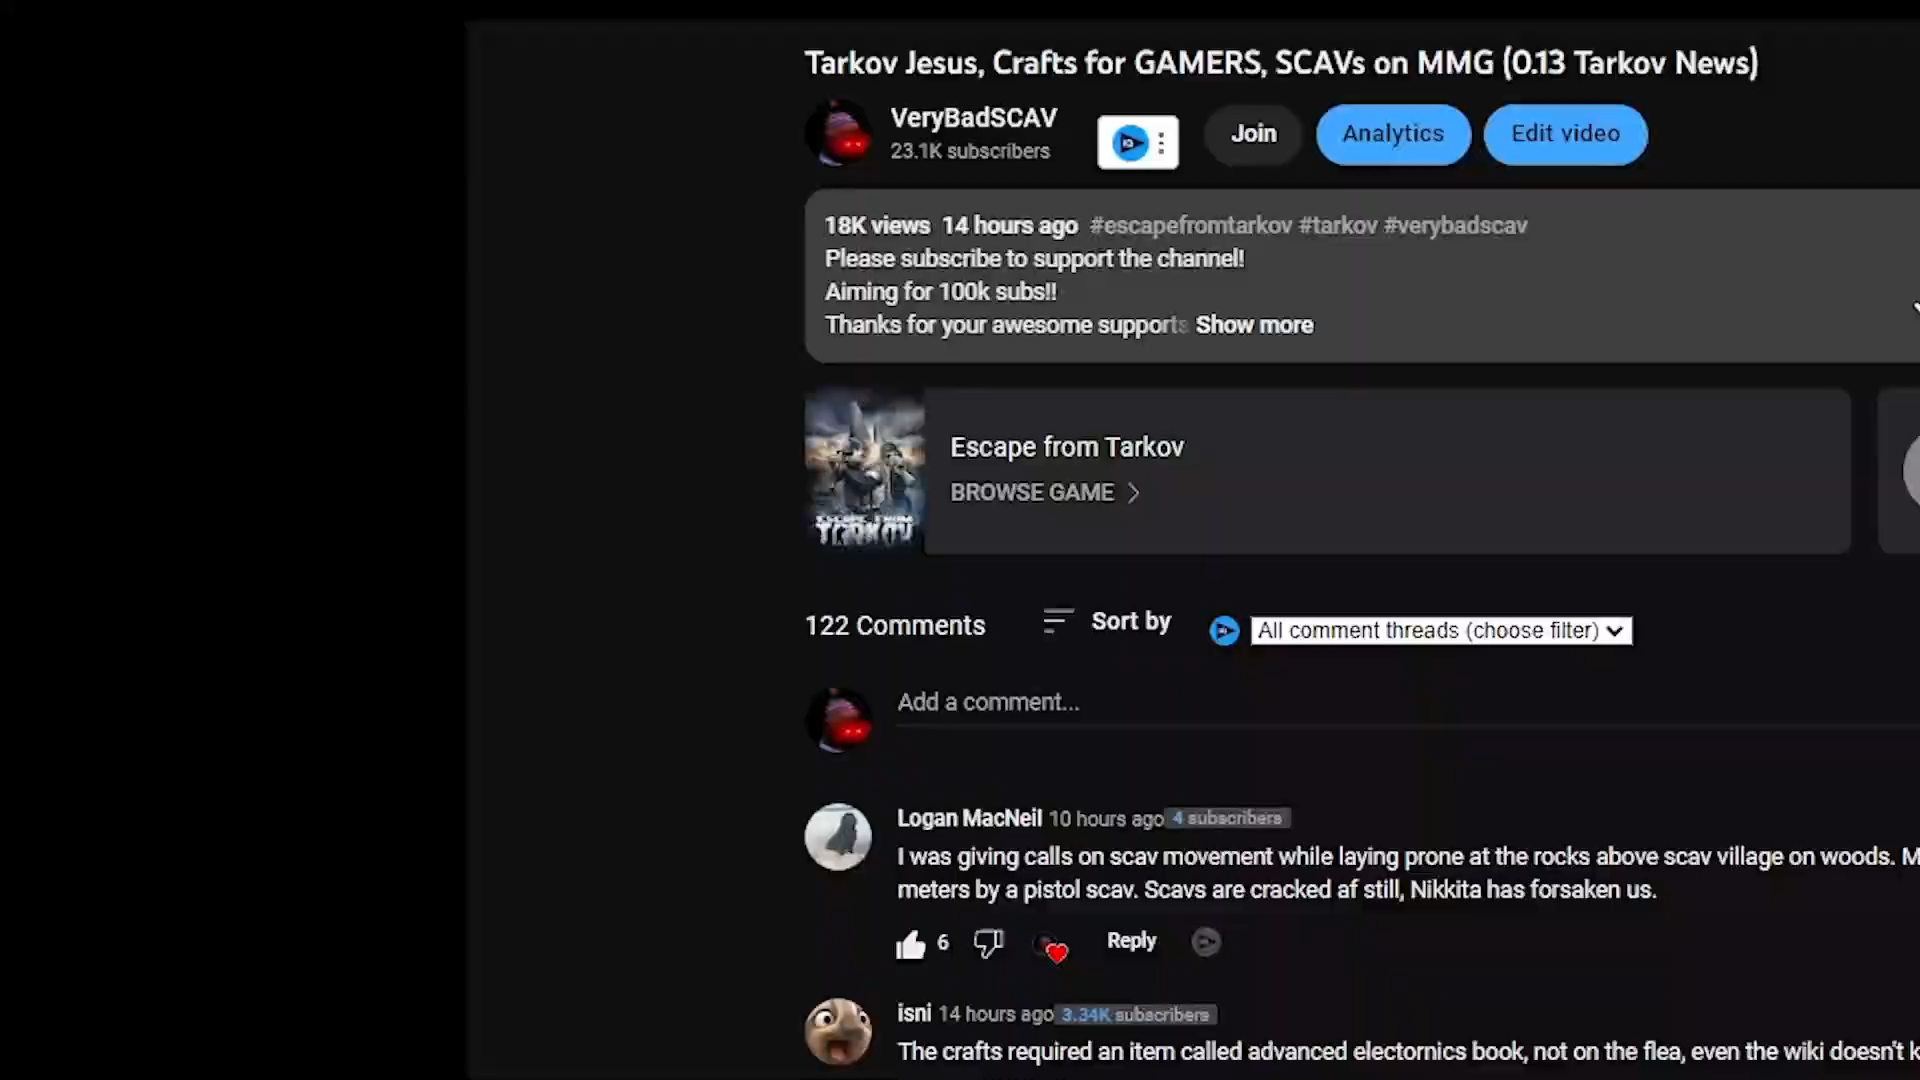 Tarkov Jesus, Crafts for GAMERS, SCAVs on MMG (0.13 Tarkov News)
VeryBadSCAV
23.1K subscribers
Join
Analytics
Edit video
18K views 14 hours ago #escapefromtarkov #tarkov #verybadscav
Please subscribe to support the channel!
Aiming for 100k subs!!
Thanks for your awesome supports Show more
ESCAPE FROM
TARKOV
Escape from Tarkov
BROWSE GAME
122 Comments
Sort by
All comment threads (choose filter)
Add a comment...
Logan MacNeil 10 hours ago 4 subscribers
I was giving calls on scav movement while laying prone at the rocks above scav village on woods. M
meters by a pistol scav. Scavs are cracked af still, Nikkita has forsaken us.
6
Reply
isni 14 hours ago 3.34K subscribers
The crafts required an item called advanced electornics book, not on the flea, even the wiki doesn't k